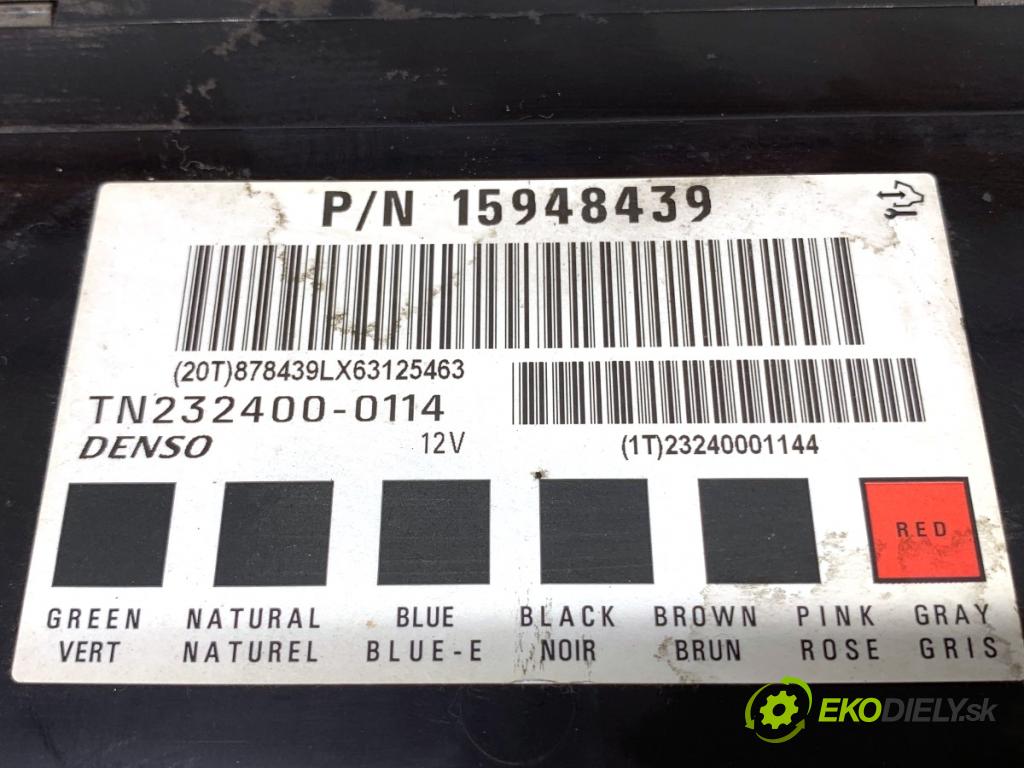 P/N 15948439
(20T)878439LX63125463
TN232400-0114
DENSO 12V
(1T)23240001144
RED
GREEN NATURAL BLUE BLACK BROWN PINK GRAY
VERT NATUREL BLUE-E NOIR BRUN ROSE GRIS
EKODIELY.sk